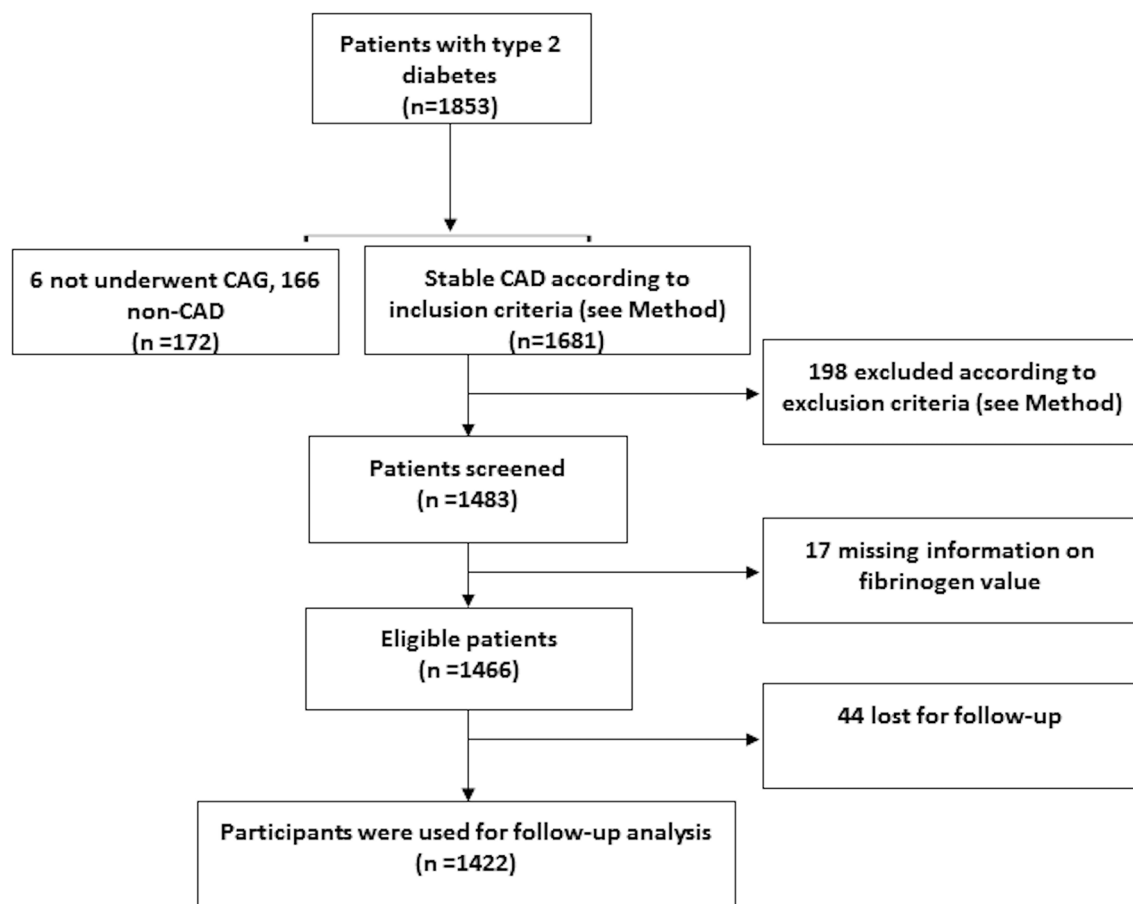 Patients with type 2
diabetes
(n=1853)
6 not underwent CAG, 166
non-CAD
(n =172)
Stable CAD according to
inclusion criteria (see Method)
(n=1681)
198 excluded according to
exclusion criteria (see Method)
Patients screened
(n =1483)
17 missing information on
fibrinogen value
Eligible patients
(n =1466)
44 lost for follow-up
Participants were used for follow-up analysis
(n =1422)